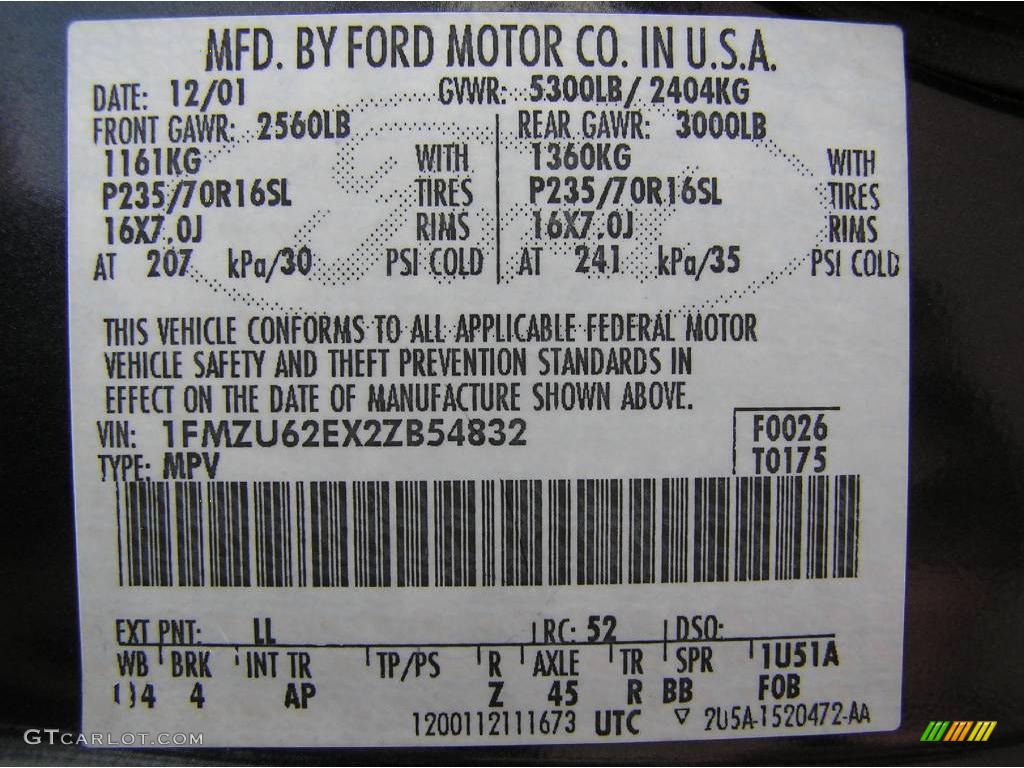 MFD. BY FORD MOTOR CO. IN U.S.A.
DATE: 12/01 GVWR: 5300LB/ 2404KG
FRONT GAWR: 2560LB REAR GAWR: 3000LB
1161KG WITH 1360KG WITH
P235/70R16SL TIRES P235/70R16SL TIRES
16X7.0J RIMS 16X7.0J RIMS
AT 207 kPa/30 PSI COLD AT 241 kPa/35 PSI COLD
THIS VEHICLE CONFORMS TO ALL APPLICABLE FEDERAL MOTOR
VEHICLE SAFETY AND THEFT PREVENTION STANDARDS IN
EFFECT ON THE DATE OF MANUFACTURE SHOWN ABOVE.
VIN: 1FMZU62EX2ZB54832 F0026
TYPE: MPV T0175
EXT PNT: LL RC: 52 DSO:
WB BRK INT TR TP/PS R AXLE TR SPR 1U51A
4 AP Z 45 R BB FOB
1200112111673 UTC ▽ 2U5A-1520472-AA
GTCARLOT.COM